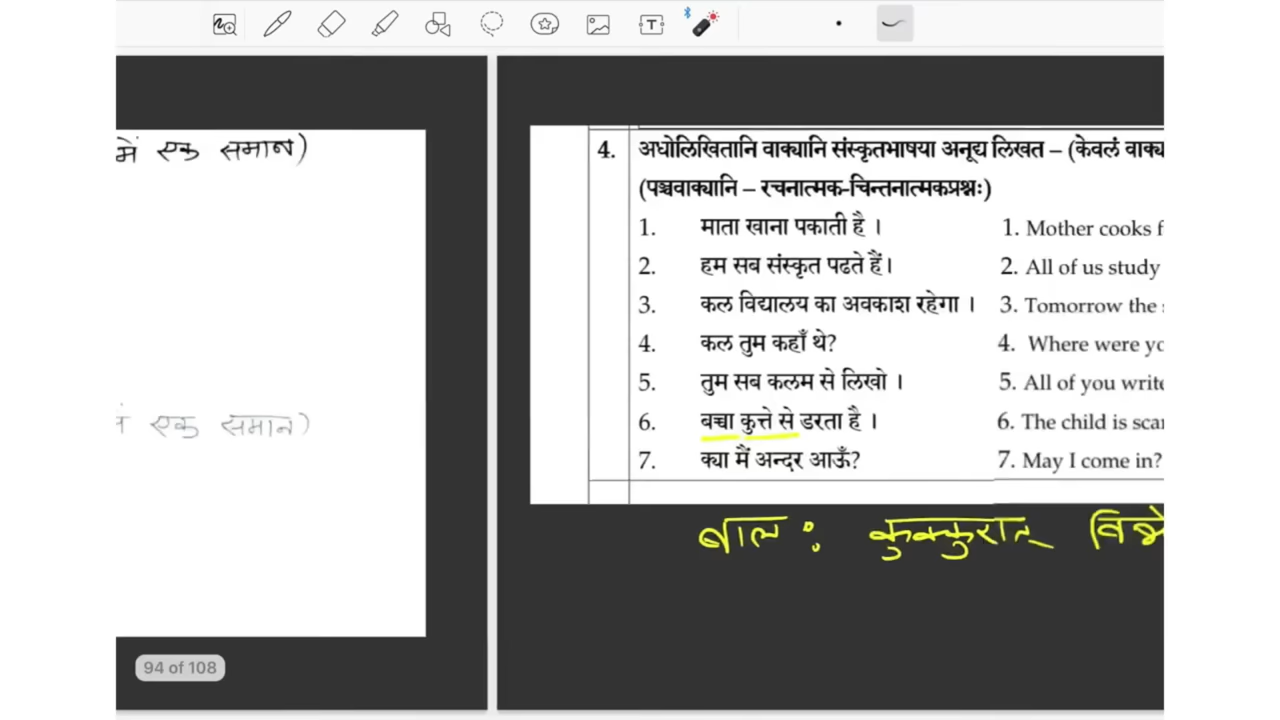 में एक समान)
एक समान)
94 of 108
4. अधोलिखितानि वाक्यानि संस्कृतभाषया अनूद्य लिखत – (केवलं वाक्य
(पञ्चवाक्यानि – रचनात्मक-चिन्तनात्मकप्रश्नः)
1. माता खाना पकाती है । 1. Mother cooks f
2. हम सब संस्कृत पढते हैं। 2. All of us study
3. कल विद्यालय का अवकाश रहेगा । 3. Tomorrow the
4. कल तुम कहाँ थे? 4. Where were yo
5. तुम सब कलम से लिखो । 5. All of you write
6. बच्चा कुत्ते से डरता है । 6. The child is scar
7. क्या मैं अन्दर आऊँ? 7. May I come in?
बालः कुक्कुरात् बिभे